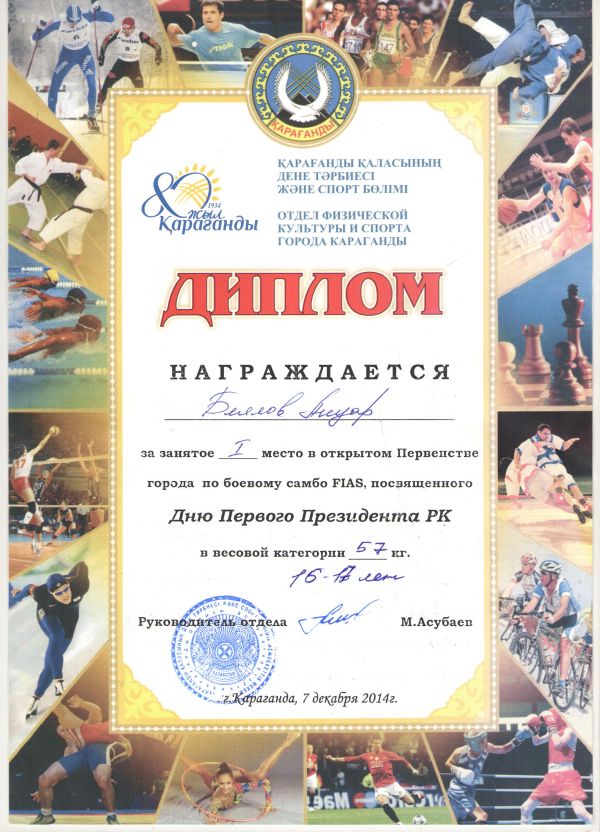 ҚАРАҒАНДЫ
ҚАРАҒАНДЫ ҚАЛАСЫНЫҢ
ДЕНЕ ТӘРБИЕСІ
ЖӘНЕ СПОРТ БӨЛІМІ
1934
80 жыл
Қарағанды
ОТДЕЛ ФИЗИЧЕСКОЙ
КУЛЬТУРЫ И СПОРТА
ГОРОДА КАРАГАНДЫ
ДИПЛОМ
НАГРАЖДАЕТСЯ
Беялов Ануар
за занятое I место в открытом Первенстве
города по боевому самбо FIAS, посвященного
Дню Первого Президента РК
в весовой категории 57 кг.
16-17 лет
Руководитель отдела М.Асубаев
г.Караганда, 7 декабря 2014г.